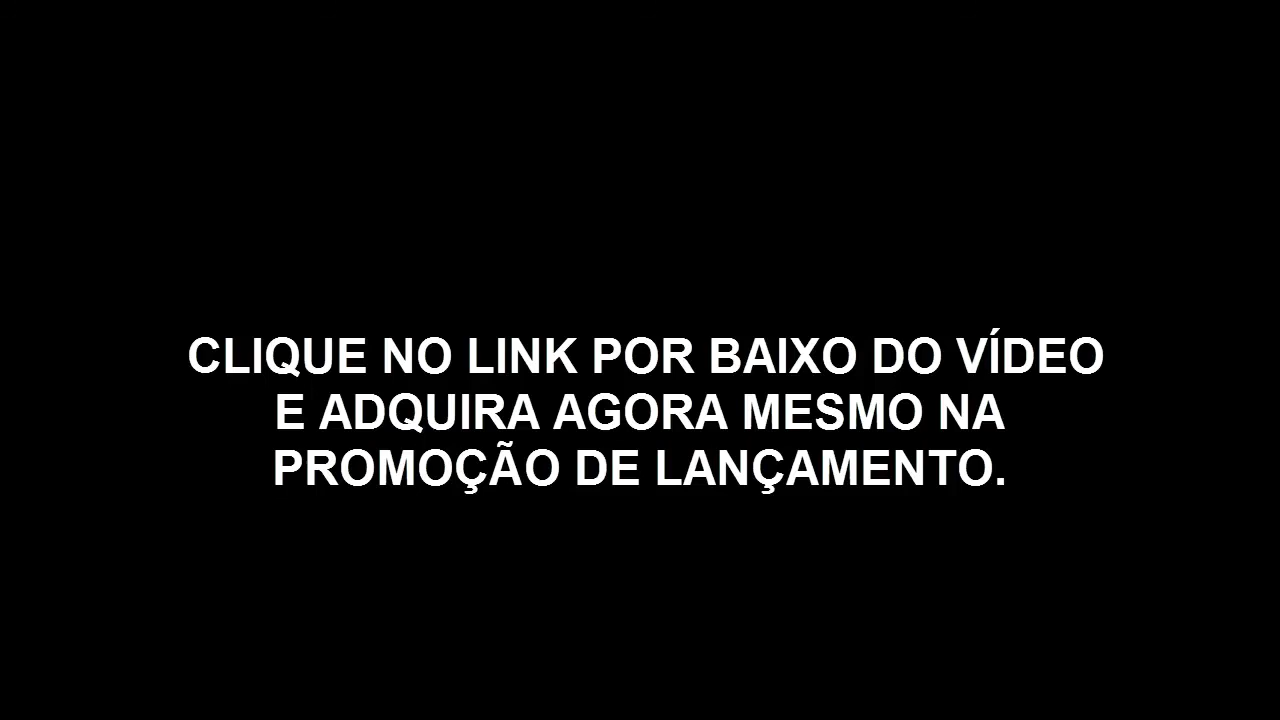 CLIQUE NO LINK POR BAIXO DO VÍDEO
E ADQUIRA AGORA MESMO NA
PROMOÇÃO DE LANÇAMENTO.